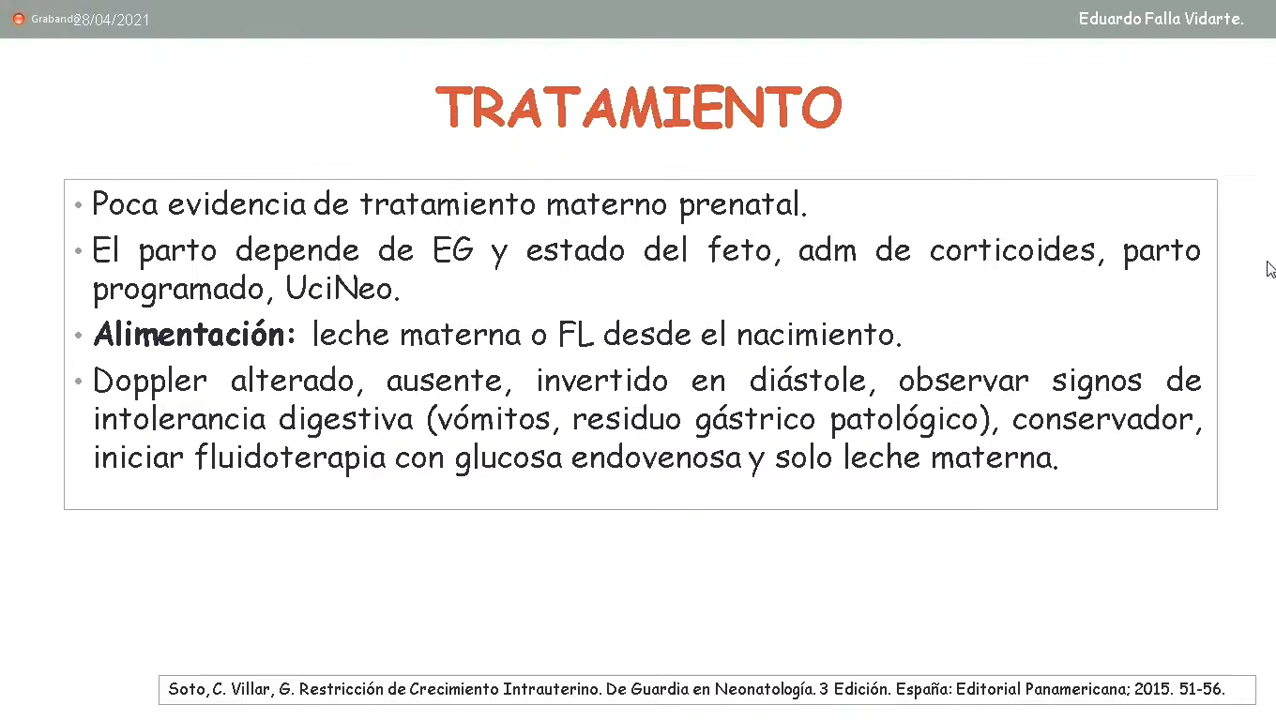 Grabando
28/04/2021
Eduardo Falla Vidarte.
TRATAMIENTO
• Poca evidencia de tratamiento materno prenatal.
• El parto depende de EG y estado del feto, adm de corticoides, parto
programado, UciNeo.
• Alimentación: leche materna o FL desde el nacimiento.
• Doppler alterado, ausente, invertido en diástole, observar signos de
intolerancia digestiva (vómitos, residuo gástrico patológico), conservador,
iniciar fluidoterapia con glucosa endovenosa y solo leche materna.
Soto, C. Villar, G. Restricción de Crecimiento Intrauterino. De Guardia en Neonatología. 3 Edición. España: Editorial Panamericana; 2015. 51-56.